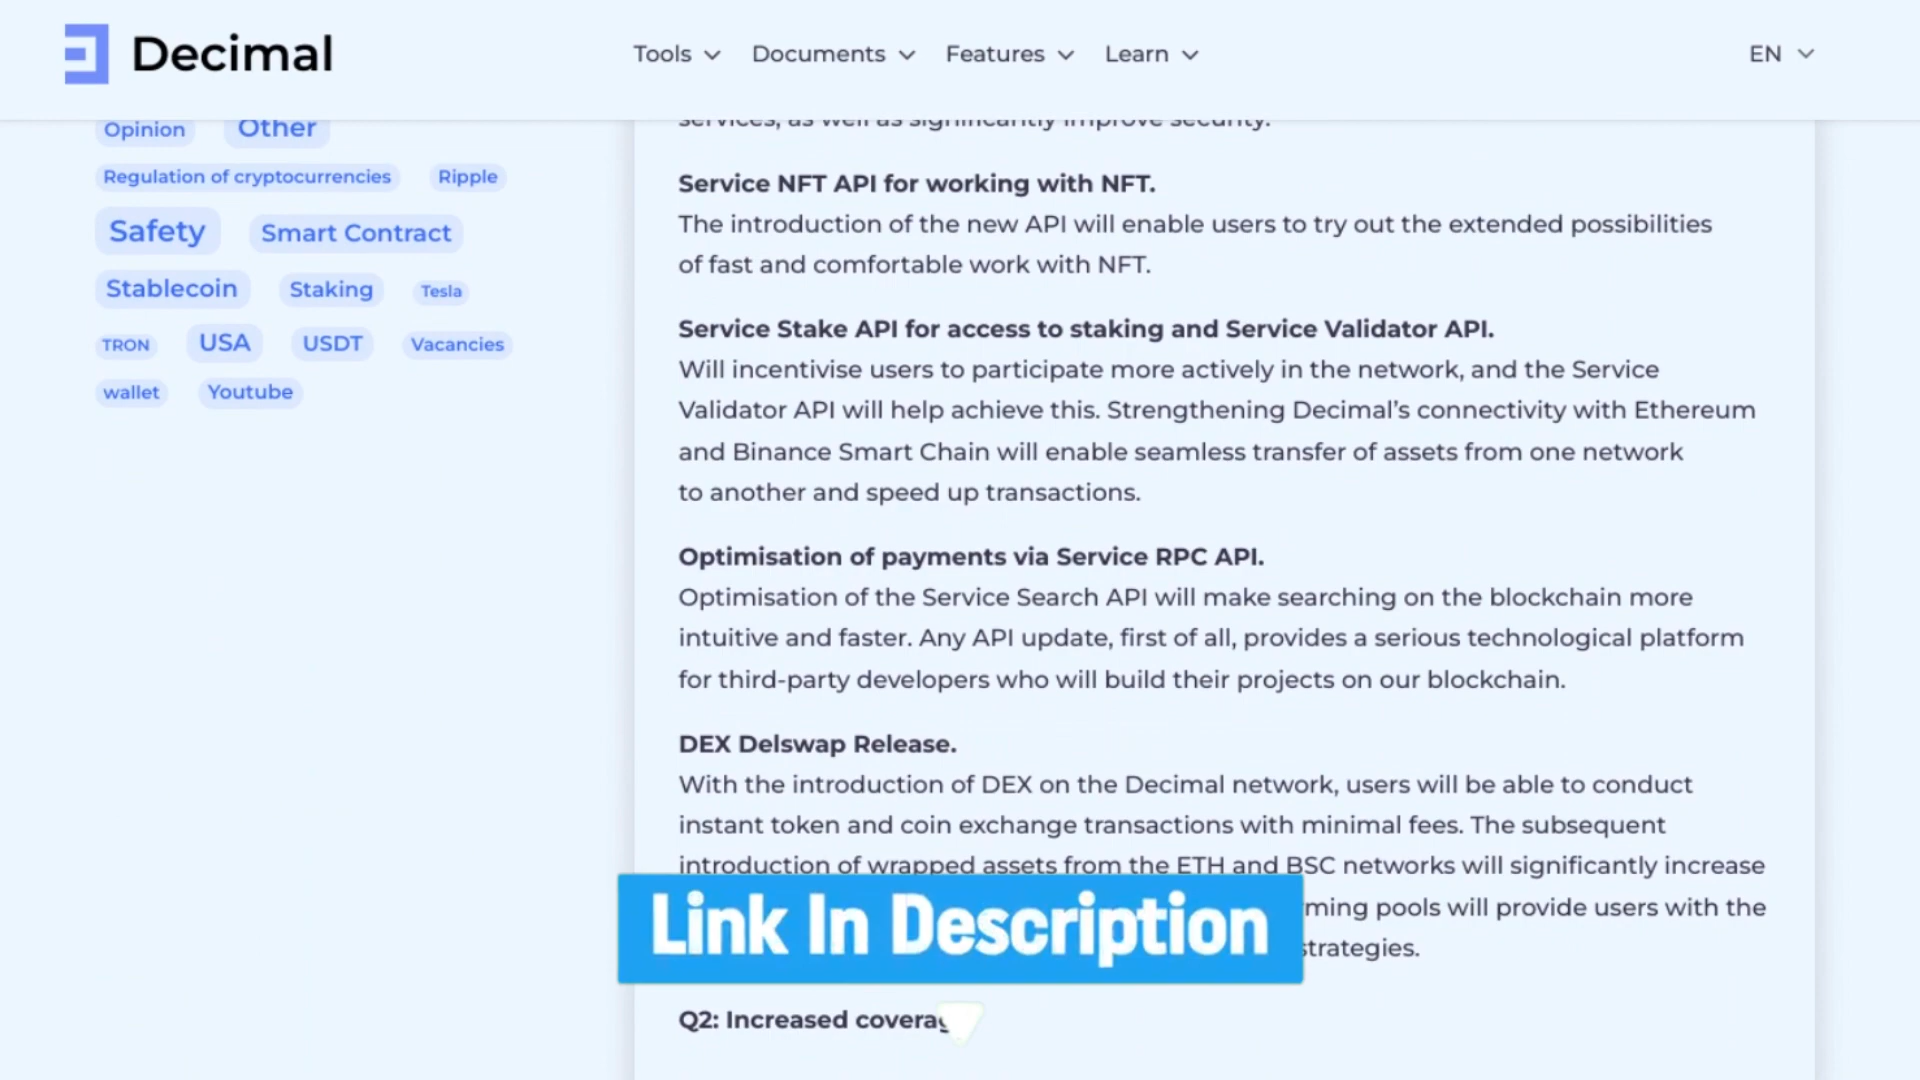 Decimal
Tools
Documents
Features
Learn
EN
Opinion
Other
Regulation of cryptocurrencies
Ripple
Safety
Smart Contract
Stablecoin
Staking
Tesla
TRON
USA
USDT
Vacancies
wallet
Youtube
services, as well as significantly improve security.
Service NFT API for working with NFT.
The introduction of the new API will enable users to try out the extended possibilities
of fast and comfortable work with NFT.
Service Stake API for access to staking and Service Validator API.
Will incentivise users to participate more actively in the network, and the Service
Validator API will help achieve this. Strengthening Decimal’s connectivity with Ethereum
and Binance Smart Chain will enable seamless transfer of assets from one network
to another and speed up transactions.
Optimisation of payments via Service RPC API.
Optimisation of the Service Search API will make searching on the blockchain more
intuitive and faster. Any API update, first of all, provides a serious technological platform
for third-party developers who will build their projects on our blockchain.
DEX Delswap Release.
With the introduction of DEX on the Decimal network, users will be able to conduct
instant token and coin exchange transactions with minimal fees. The subsequent
introduction of wrapped assets from the ETH and BSC networks will significantly increase
pools will provide users with the
strategies.
Link In Description
Q2: Increased